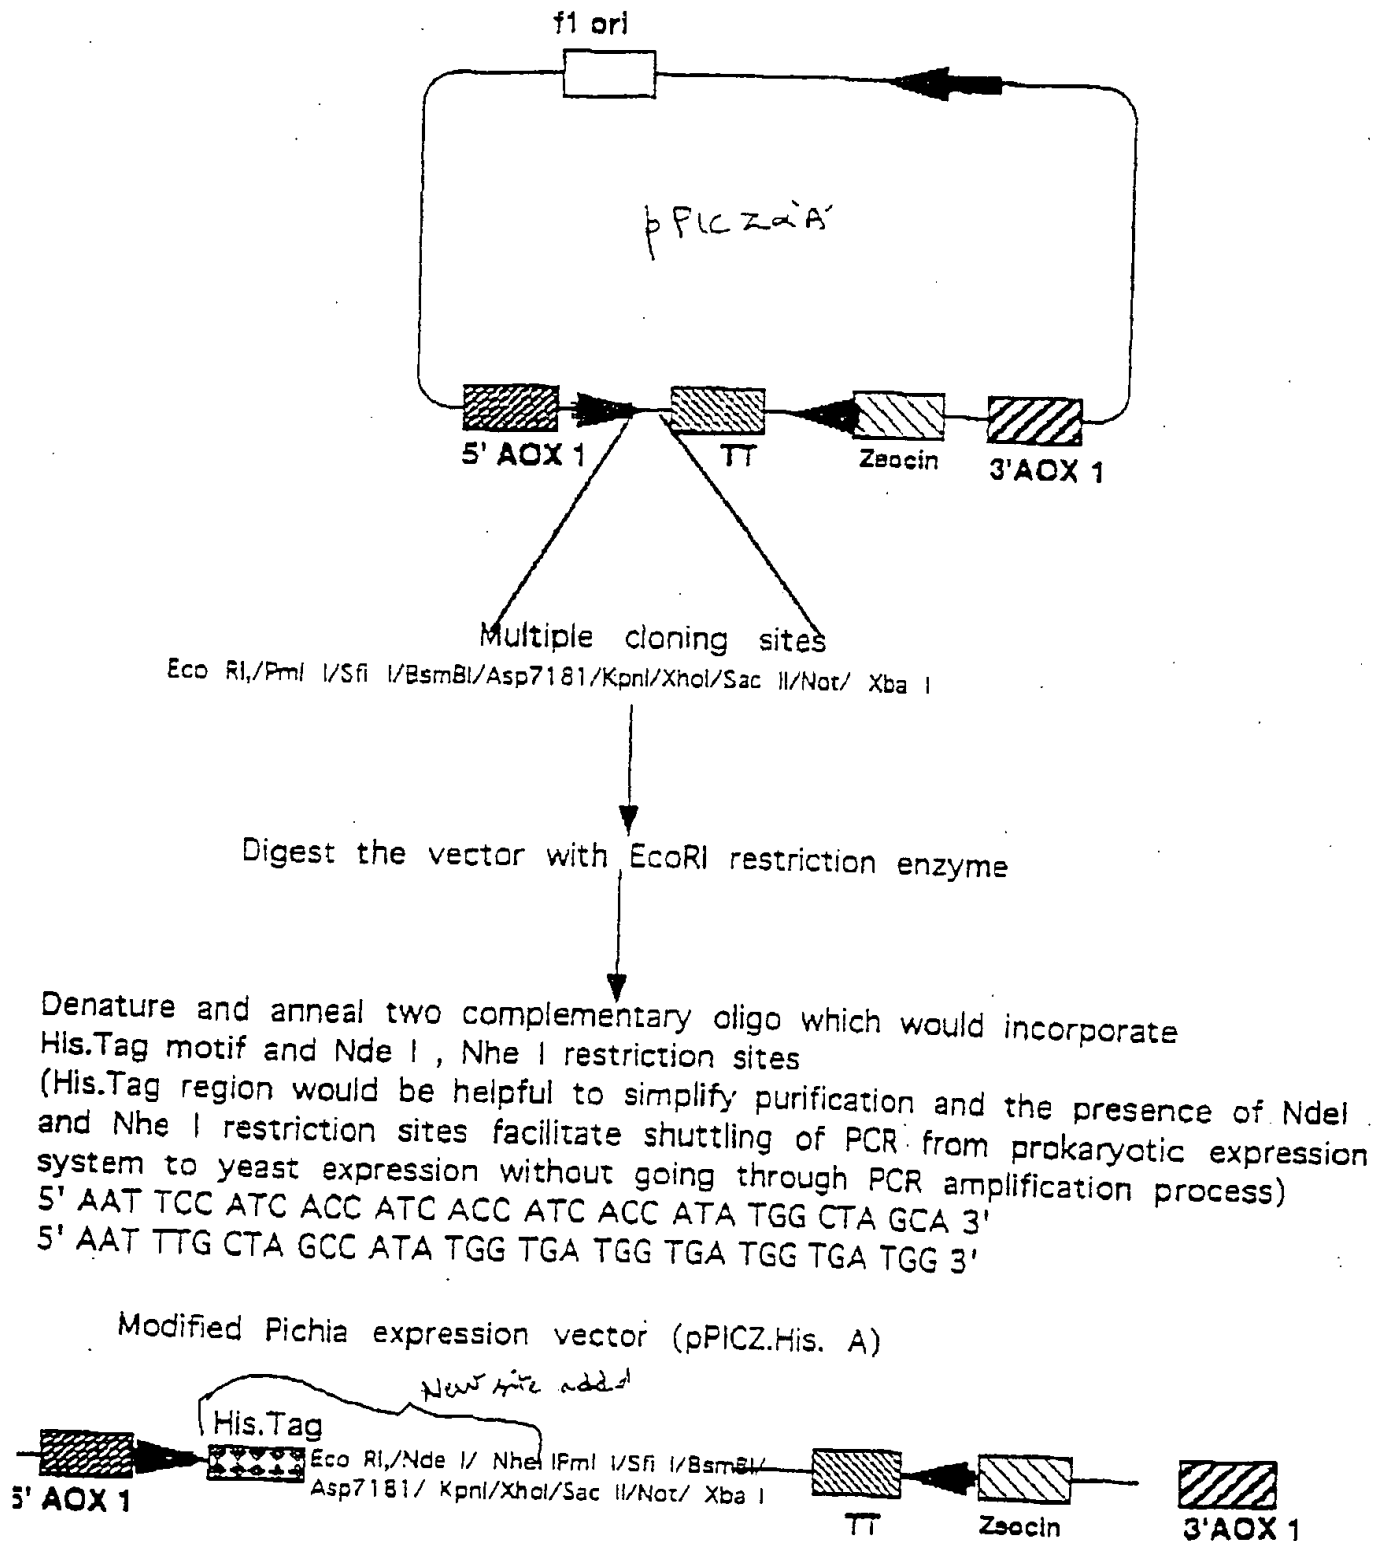 f1 ori
pPICZαA
5' AOX 1
TT
Zeocin
3'AOX 1
Multiple cloning sites
Eco RI,/Pml I/Sfi I/BsmBI/Asp7181/KpnI/XhoI/Sac II/Not/ Xba I
Digest the vector with EcoRI restriction enzyme
Denature and anneal two complementary oligo which would incorporate
His.Tag motif and Nde I , Nhe I restriction sites
(His.Tag region would be helpful to simplify purification and the presence of NdeI
and Nhe I restriction sites facilitate shuttling of PCR from prokaryotic expression
system to yeast expression without going through PCR amplification process)
5' AAT TCC ATC ACC ATC ACC ATC ACC ATA TGG CTA GCA 3'
5' AAT TTG CTA GCC ATA TGG TGA TGG TGA TGG TGA TGG 3'
Modified Pichia expression vector (pPICZ.His. A)
New site added
His.Tag
Eco RI,/Nde I/ Nhe IPml I/Sfi I/BsmBI/
Asp7181/ KpnI/XhoI/Sac II/Not/ Xba I
5' AOX 1
TT
Zeocin
3'AOX 1